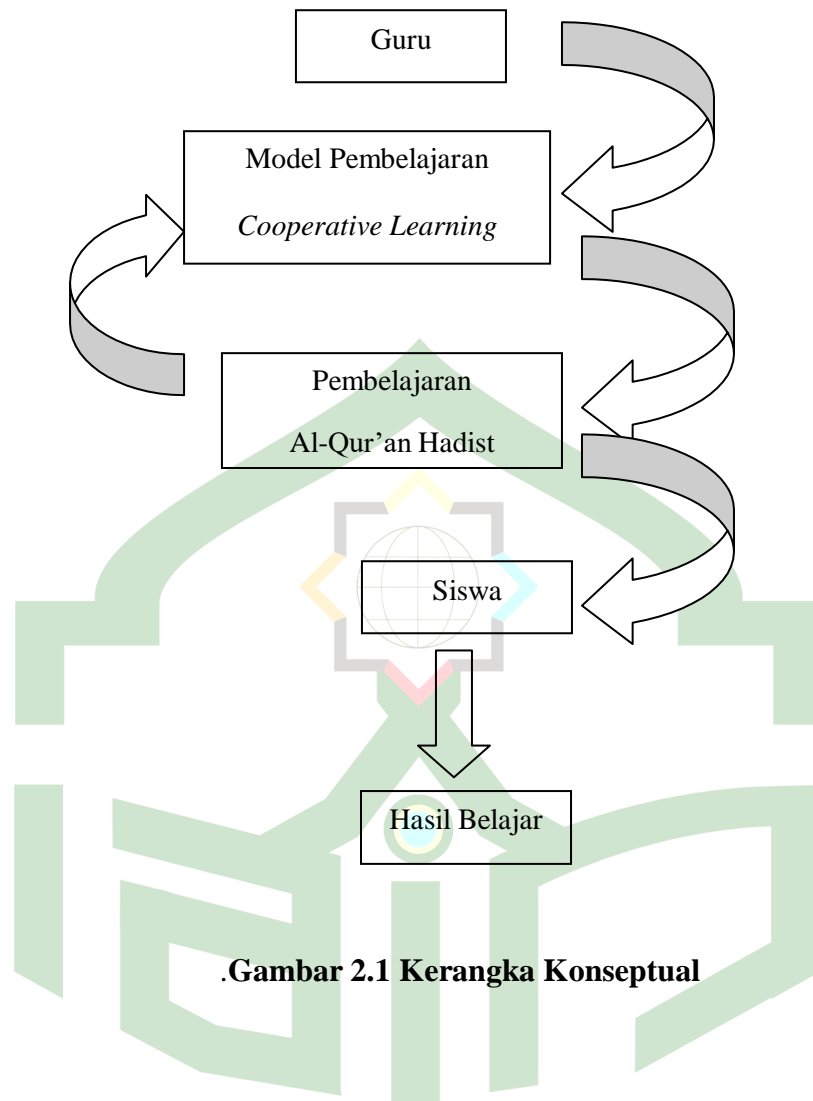 Guru
Model Pembelajaran
Cooperative Learning
Pembelajaran
Al-Qur’an Hadist
Siswa
Hasil Belajar
.Gambar 2.1 Kerangka Konseptual